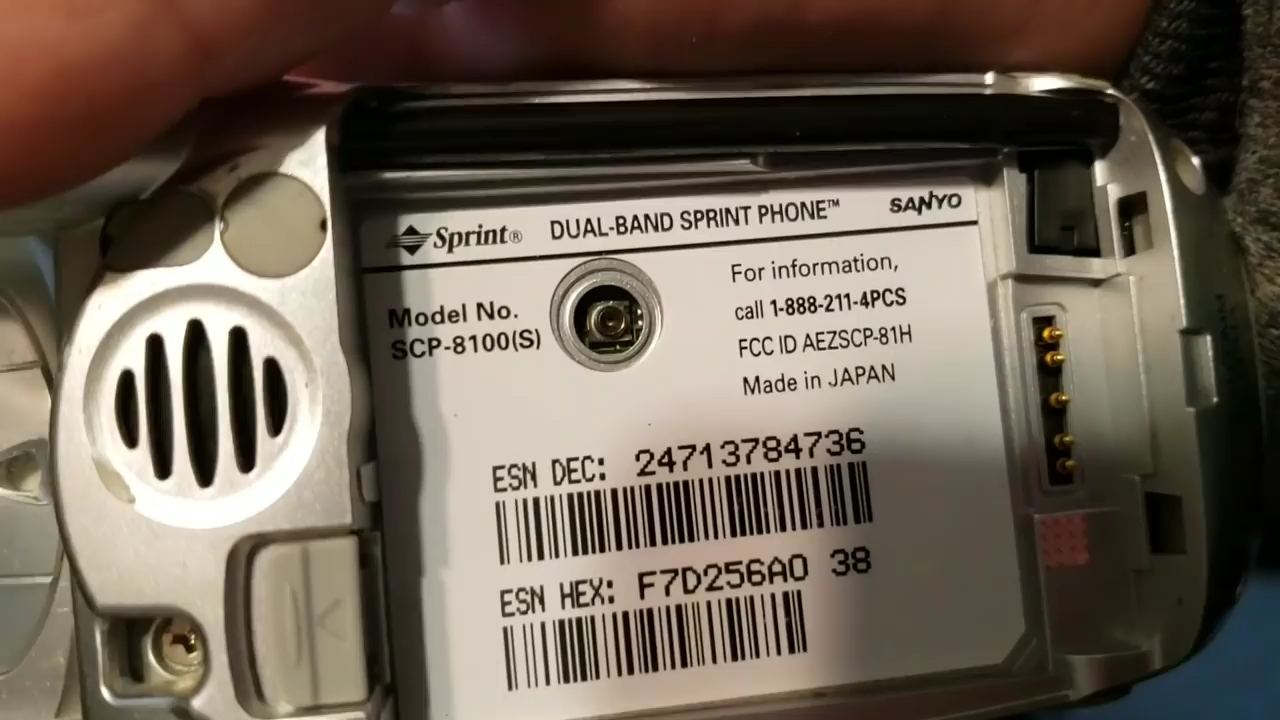 Sprint® DUAL-BAND SPRINT PHONE™ SANYO
Model No.
SCP-8100(S)
For information,
call 1-888-211-4PCS
FCC ID AEZSCP-81H
Made in JAPAN
ESN DEC: 24713784736
ESN HEX: F7D256A0 38